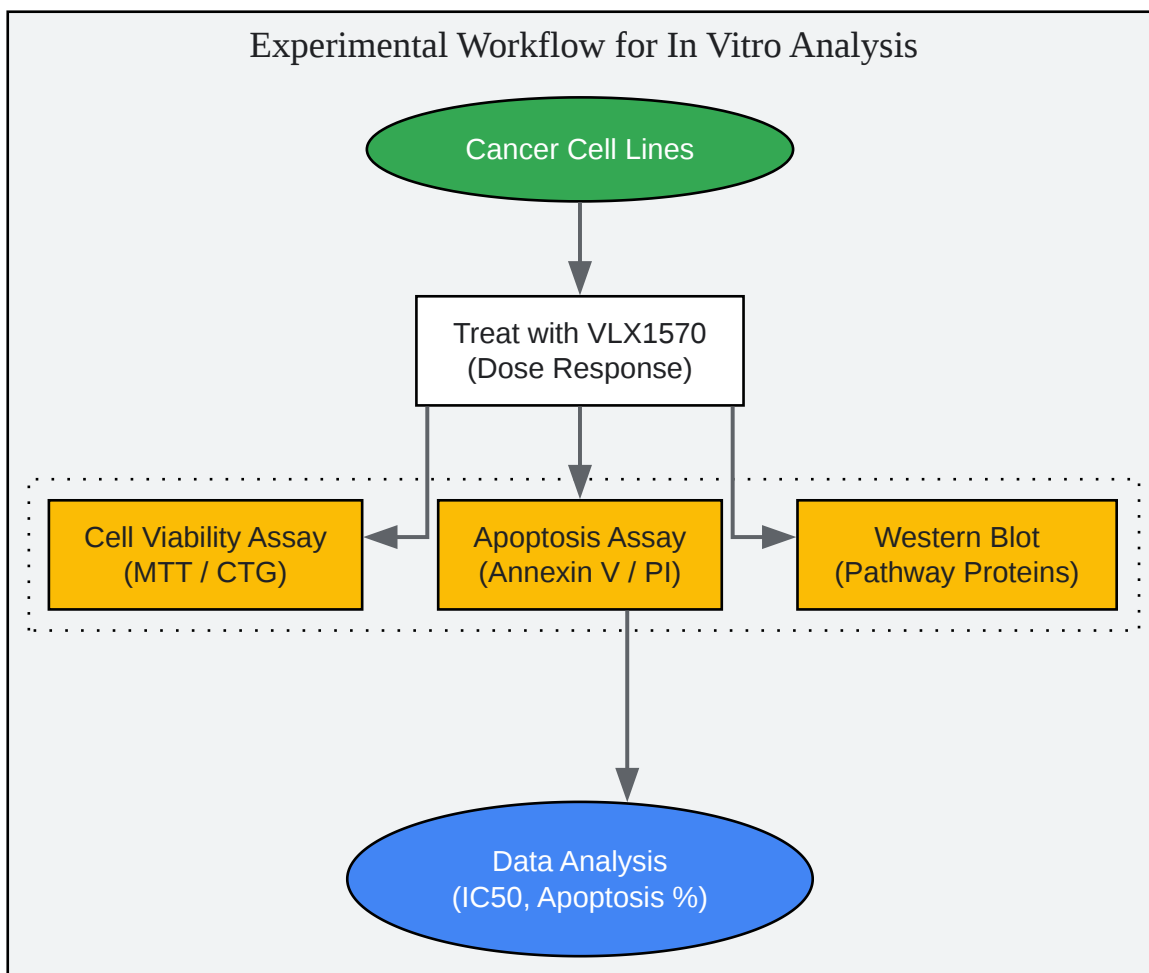 Experimental Workflow for In Vitro Analysis
Cancer Cell Lines
Treat with VLX1570
(Dose Response)
Cell Viability Assay
(MTT / CTG)
Apoptosis Assay
(Annexin V / PI)
Western Blot
(Pathway Proteins)
Data Analysis
(IC50, Apoptosis %)